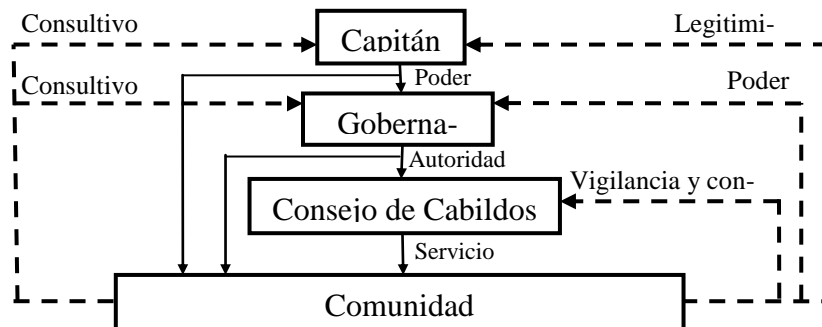 Consultivo
Capitán
Legitimi-
Consultivo
Poder
Poder
Goberna-
Autoridad
Vigilancia y con-
Consejo de Cabildos
Servicio
Comunidad